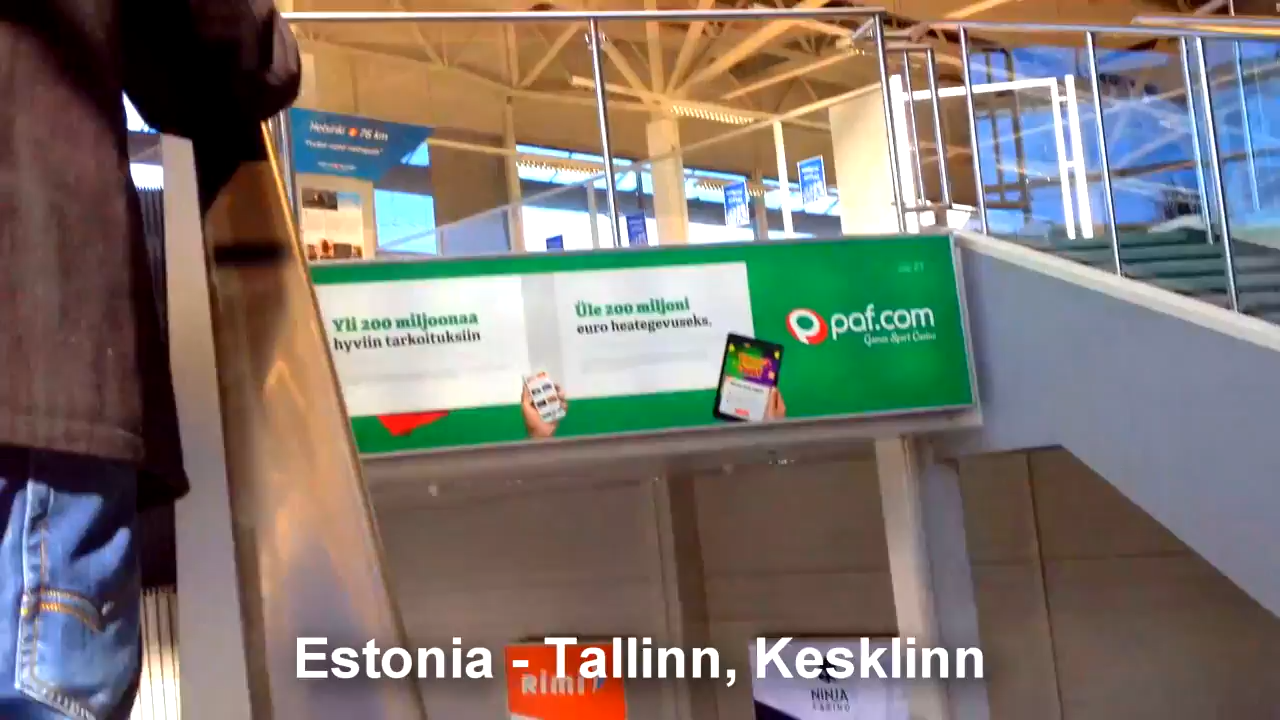 Helsinki 76 km
Yli 200 miljoonaa
hyviin tarkoituksiin
Üle 200 miljoni
euro heategevuseks.
paf.com
Games Sport Casino
Estonia - Tallinn, Kesklinn
Rimi
NINJA
CASINO